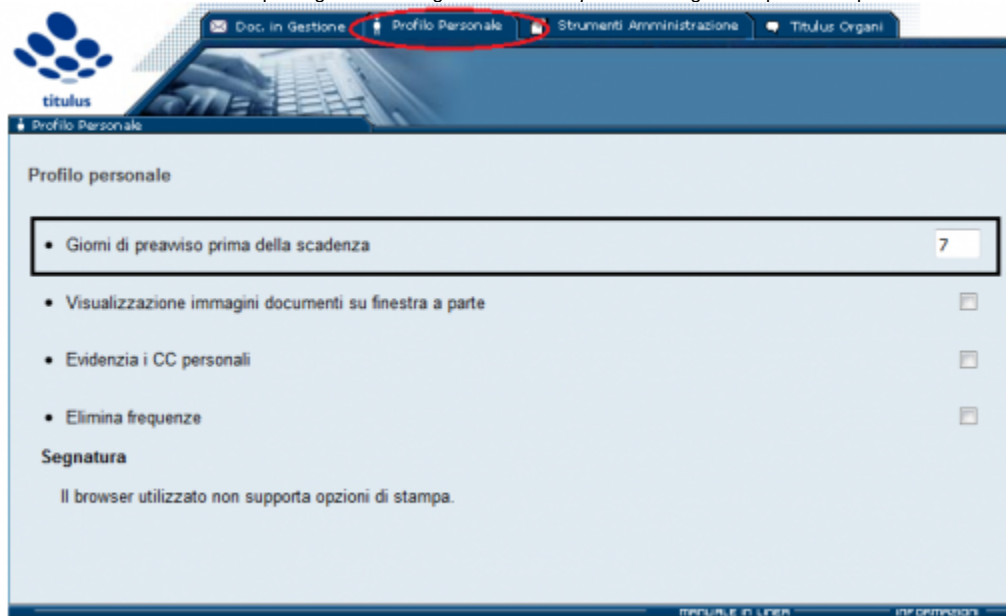 Doc. in Gestione Profilo Personale Strumenti Amministrazione Titulus Organi
titulus
Profilo Personale
Profilo personale
• Giorni di preavviso prima della scadenza 7
• Visualizzazione immagini documenti su finestra a parte
• Evidenzia i CC personali
• Elimina frequenze
Segnatura
Il browser utilizzato non supporta opzioni di stampa.
MANUALE IN LINEA INFORMAZIONI